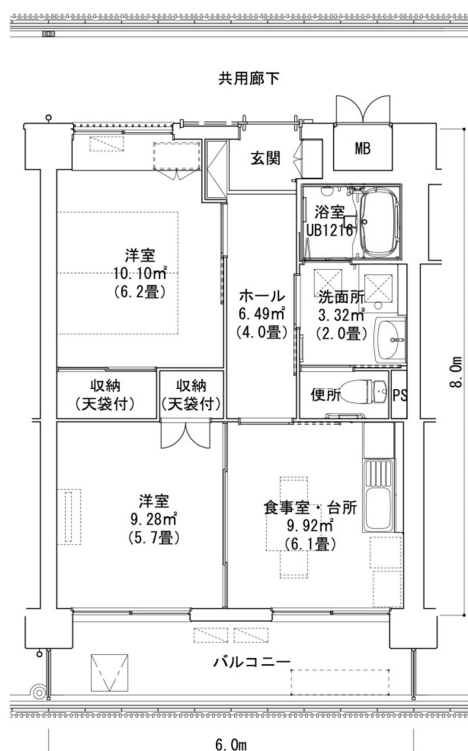 共用廊下
玄関
MB
浴室
UB1216
洋室
10.10㎡
(6.2畳)
ホール
6.49㎡
(4.0畳)
洗面所
3.32㎡
(2.0畳)
8.0m
収納
(天袋付)
収納
(天袋付)
便所
PS
洋室
9.28㎡
(5.7畳)
食事室・台所
9.92㎡
(6.1畳)
バルコニー
6.0m